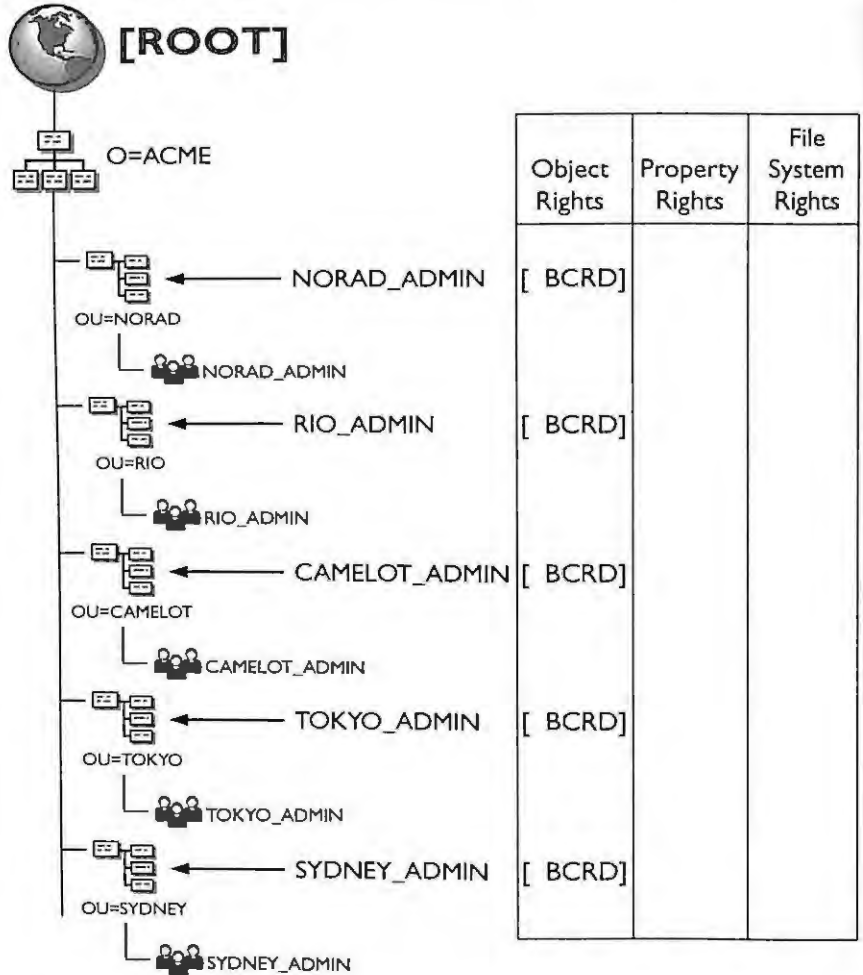 [ROOT]
O=ACME
Object Rights
Property Rights
File System Rights
NORAD_ADMIN [ BCRD]
OU=NORAD
NORAD_ADMIN
RIO_ADMIN [ BCRD]
OU=RIO
RIO_ADMIN
CAMELOT_ADMIN [ BCRD]
OU=CAMELOT
CAMELOT_ADMIN
TOKYO_ADMIN [ BCRD]
OU=TOKYO
TOKYO_ADMIN
SYDNEY_ADMIN [ BCRD]
OU=SYDNEY
SYDNEY_ADMIN